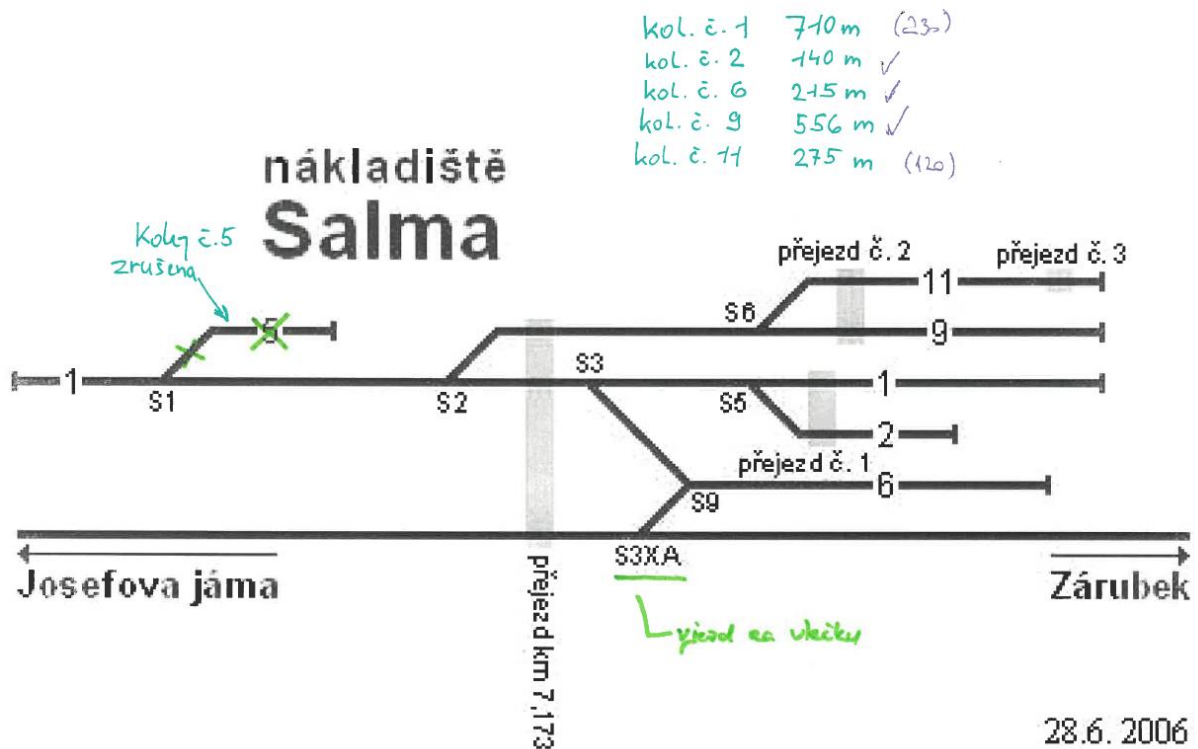 kol. č. 1 710 m (230)
kol. č. 2 140 m ✓
kol. č. 6 215 m ✓
kol. č. 9 556 m ✓
kol. č. 11 275 m (120)
nákladiště
Salma
č.5
zrušena
přejezd č. 2
přejezd č. 3
11
S6
5
9
S3
1
S1
S2
S5
1
2
přejezd č. 1
6
S9
S3XA
Josefova jáma
Zárubek
vjezd na vlečku
přejezd km 7,173
28.6. 2006